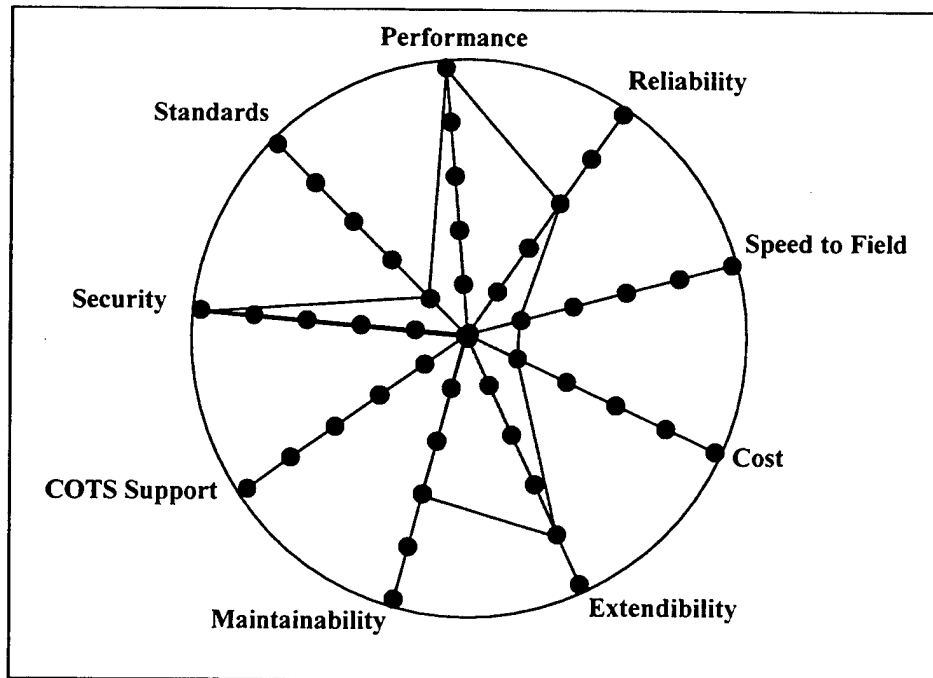 Performance
Reliability
Standards
Speed to Field
Security
Cost
COTS Support
Extendibility
Maintainability